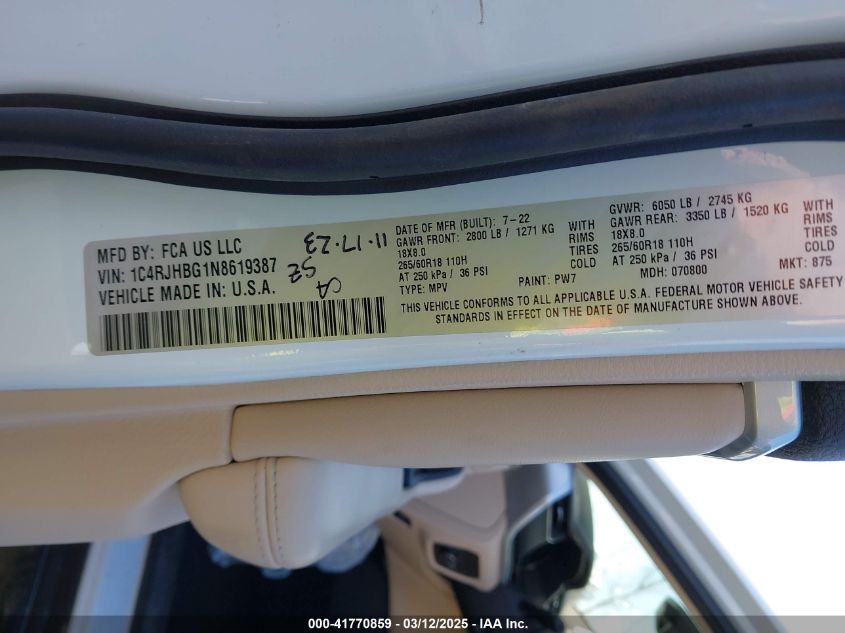 MFD BY: FCA US LLC
VIN: 1C4RJHBG1N8619387
VEHICLE MADE IN: U.S.A.
11·17·23
SZ
CA
DATE OF MFR (BUILT): 7-22
GAWR FRONT: 2800 LB / 1271 KG WITH
18X8.0 RIMS
265/60R18 110H TIRES
AT 250 kPa / 36 PSI
TYPE: MPV PAINT: PW7
GVWR: 6050 LB / 2745 KG
GAWR REAR: 3350 LB / 1520 KG WITH
18X8.0 RIMS
265/60R18 110H TIRES
AT 250 kPa / 36 PSI
MDH: 070800 MKT: 875
THIS VEHICLE CONFORMS TO ALL APPLICABLE U.S.A. FEDERAL MOTOR VEHICLE SAFETY
STANDARDS IN EFFECT ON THE DATE OF MANUFACTURE SHOWN ABOVE.
000-41770859 - 03/12/2025 - IAA Inc.